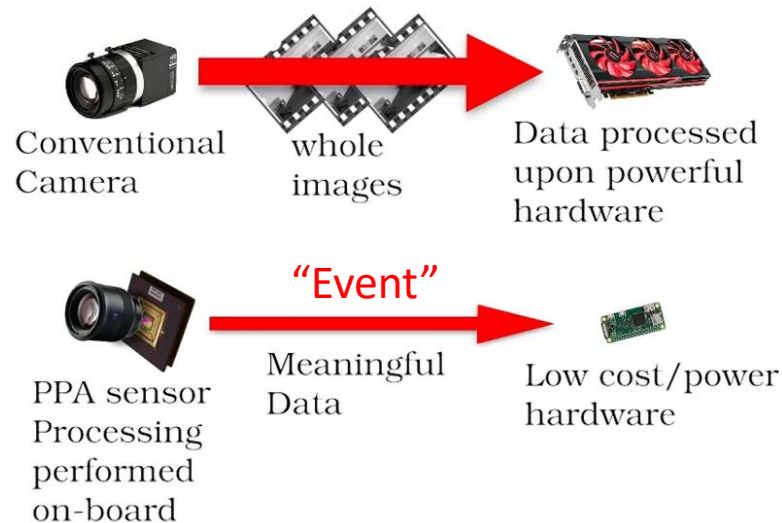 Conventional
Camera
whole
images
Data processed
upon powerful
hardware
“Event”
PPA sensor
Processing
performed
on-board
Meaningful
Data
Low cost/power
hardware